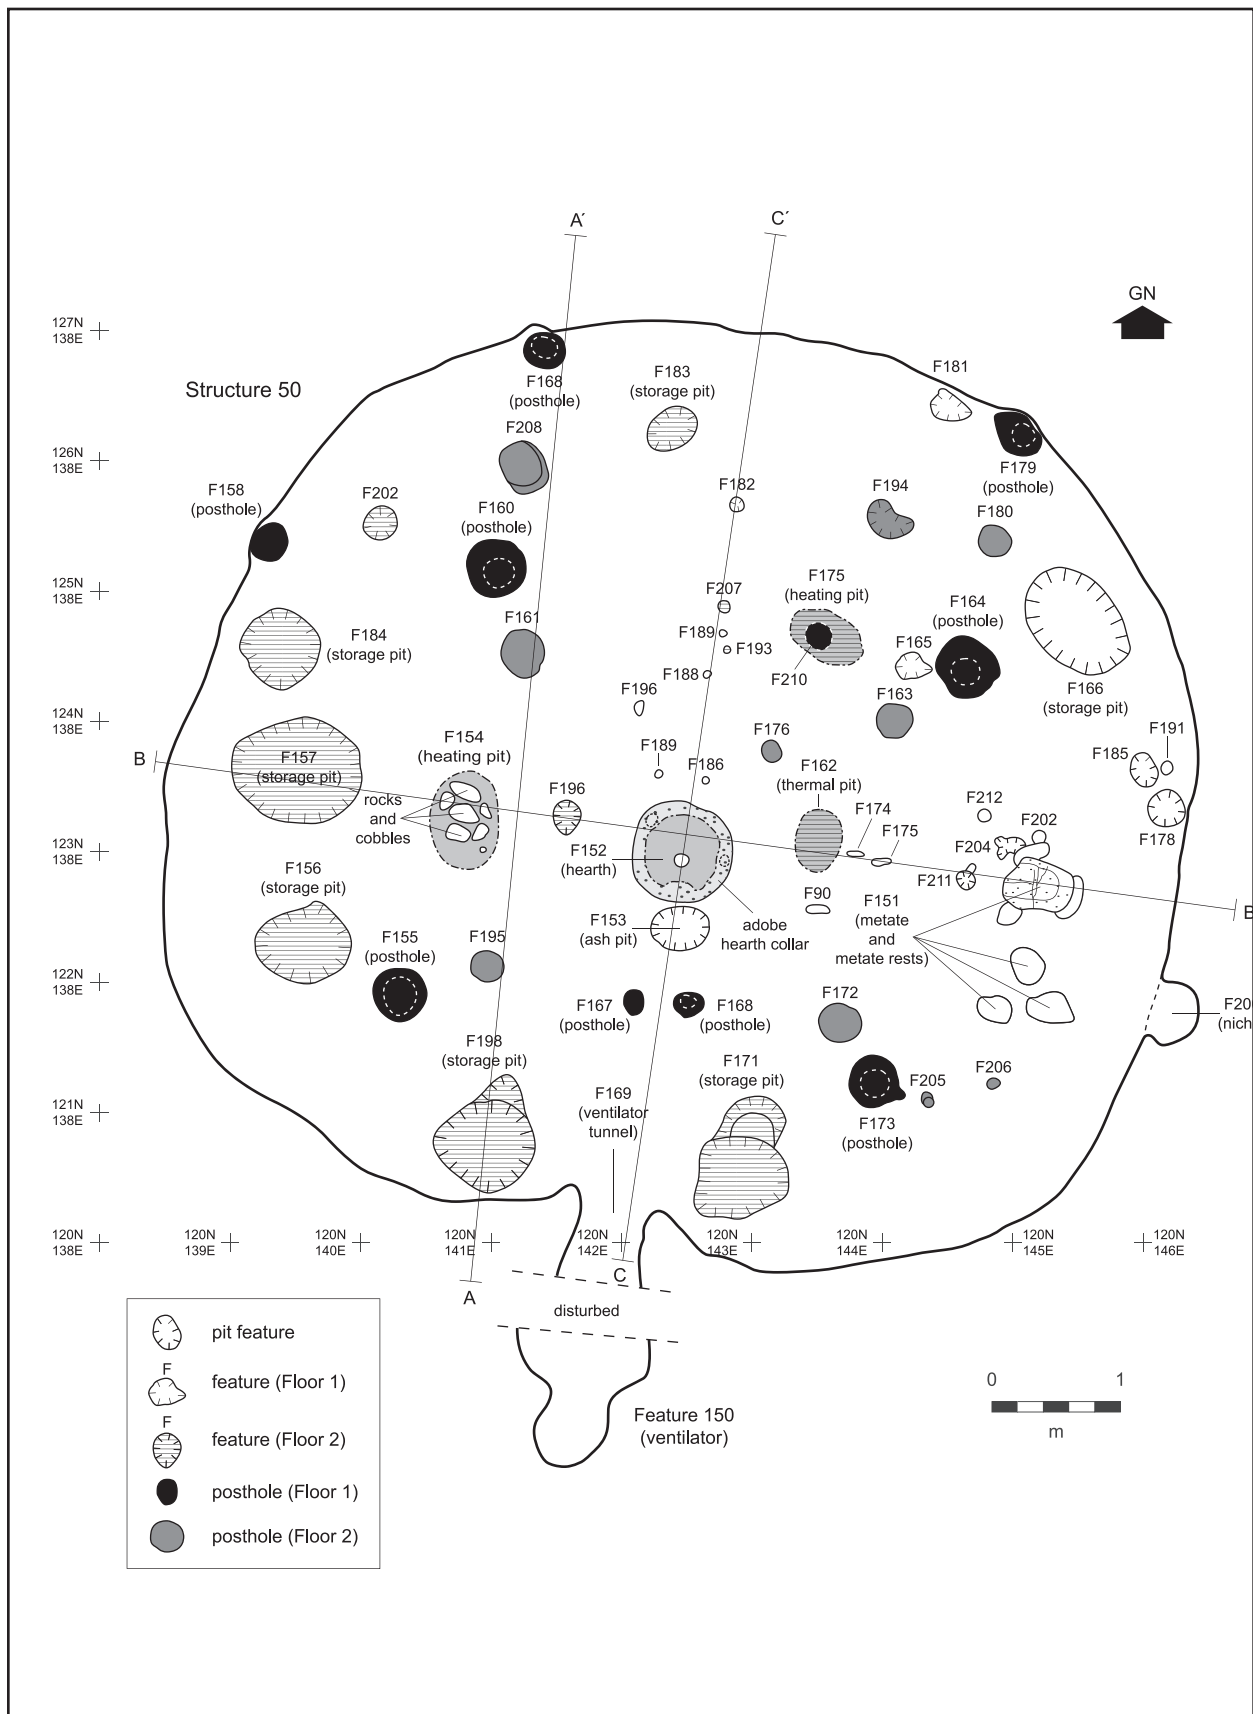 A´
C´
GN
127N
138E
Structure 50
F168
(posthole)
F183
(storage pit)
F181
F208
126N
138E
F179
(posthole)
F158
(posthole)
F202
F160
(posthole)
F182
F194
F180
125N
138E
F207
F175
(heating pit)
F164
(posthole)
F161
F184
(storage pit)
F189
F193
F165
F188
F210
F166
(storage pit)
F196
F163
124N
138E
F176
F191
F185
B
F157
(storage pit)
F154
(heating pit)
F189
F186
F162
(thermal pit)
rocks
and
cobbles
F196
F174
F175
F212
F202
F178
123N
138E
F152
(hearth)
F204
F211
F156
(storage pit)
F90
F151
(metate
and
metate rests)
B
F153
(ash pit)
adobe
hearth collar
F155
(posthole)
F195
122N
138E
F167
(posthole)
F168
(posthole)
F172
F20
(nich
F198
(storage pit)
F171
(storage pit)
F206
F205
121N
138E
F169
(ventilator
tunnel)
F173
(posthole)
120N
138E
120N
139E
120N
140E
120N
141E
120N
142E
120N
143E
120N
144E
120N
145E
120N
146E
A
C
disturbed
pit feature
F
feature (Floor 1)
F
feature (Floor 2)
posthole (Floor 1)
posthole (Floor 2)
Feature 150
(ventilator)
0
1
m